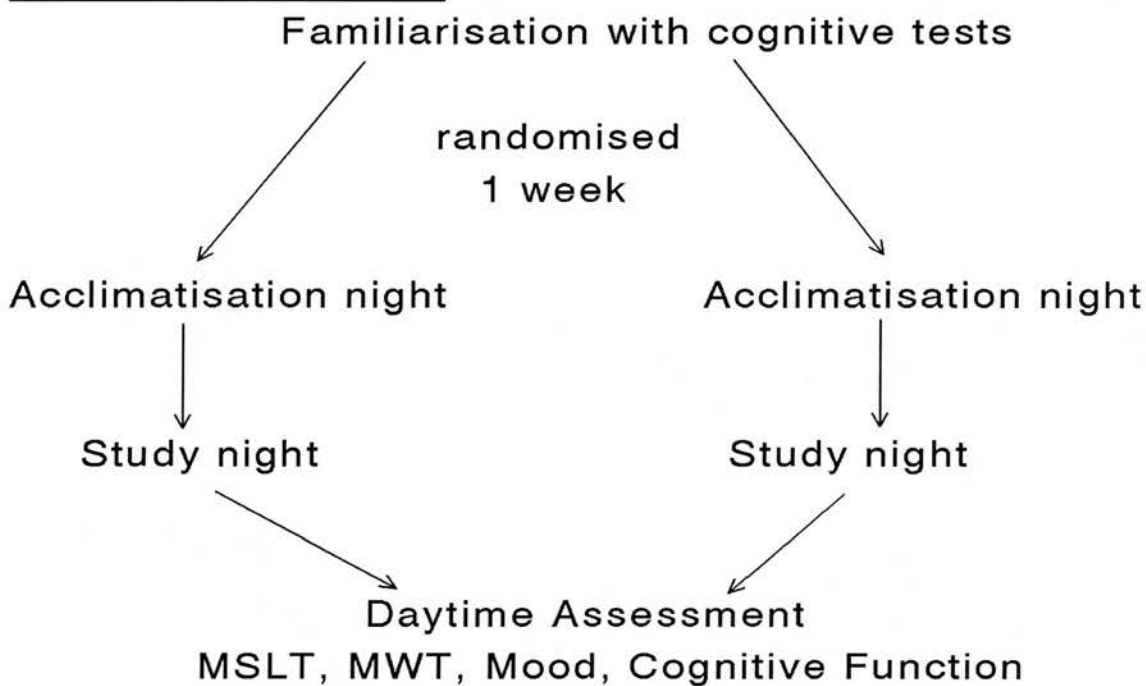 Familiarisation with cognitive tests
randomised
1 week
Acclimatisation night
Acclimatisation night
Study night
Study night
Daytime Assessment
MSLT, MWT, Mood, Cognitive Function